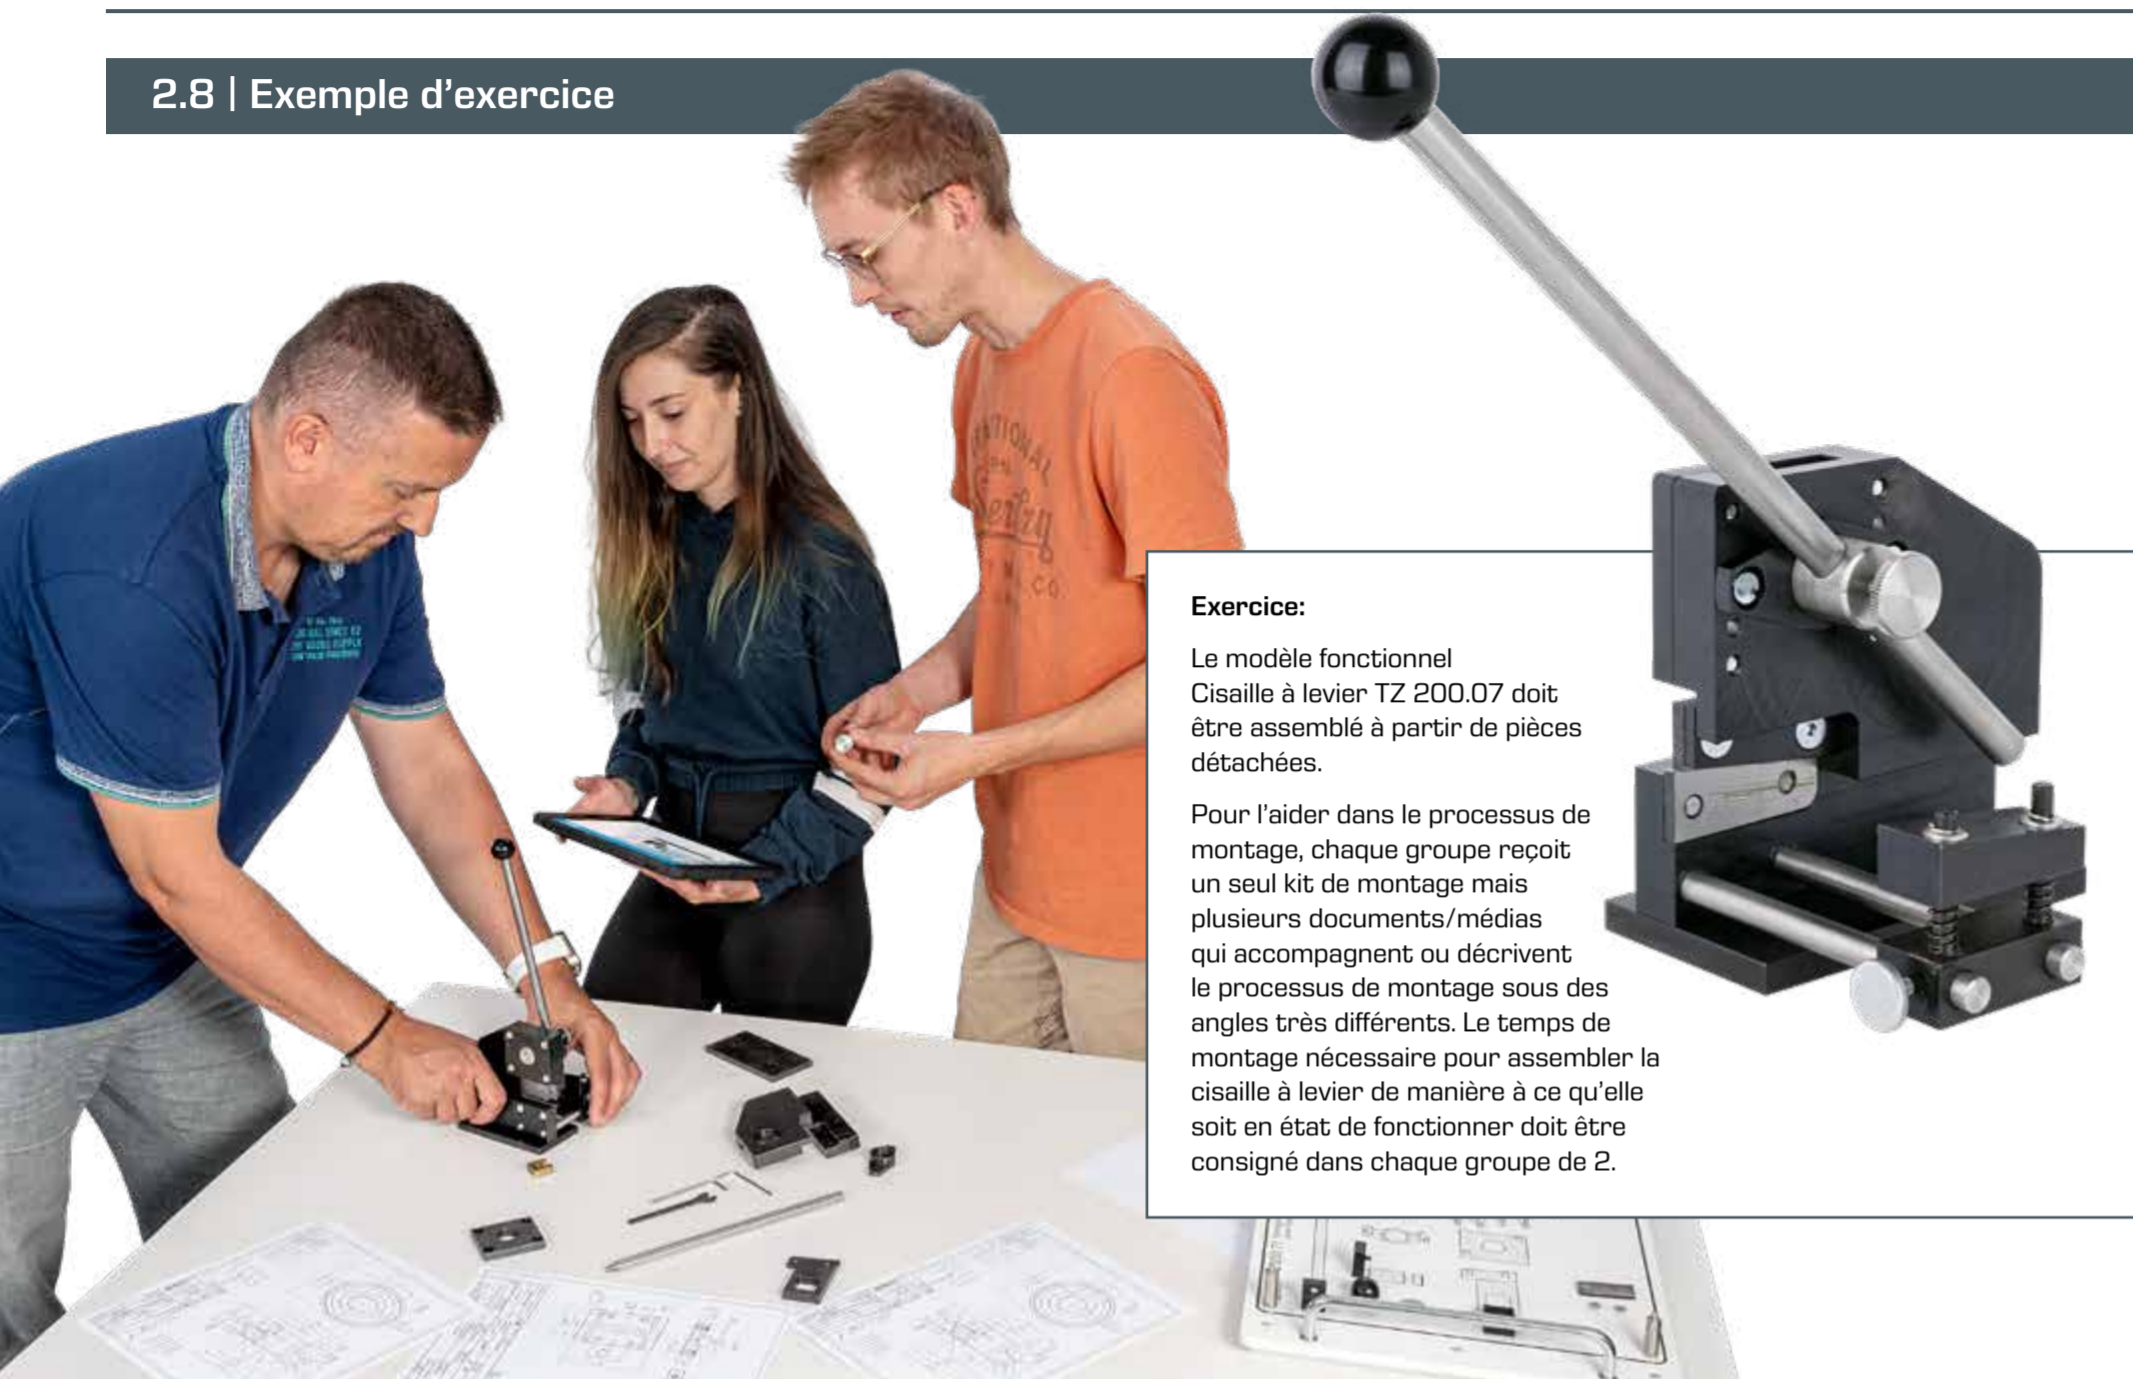 2.8 | Exemple d'exercice
Exercice:
Le modèle fonctionnel
Cisaille à levier TZ 200.07 doit
être assemblé à partir de pièces
détachées.
Pour l'aider dans le processus de
montage, chaque groupe reçoit
un seul kit de montage mais
plusieurs documents/médias
qui accompagnent ou décrivent
le processus de montage sous des
angles très différents. Le temps de
montage nécessaire pour assembler la
cisaille à levier de manière à ce qu'elle
soit en état de fonctionner doit être
consigné dans chaque groupe de 2.